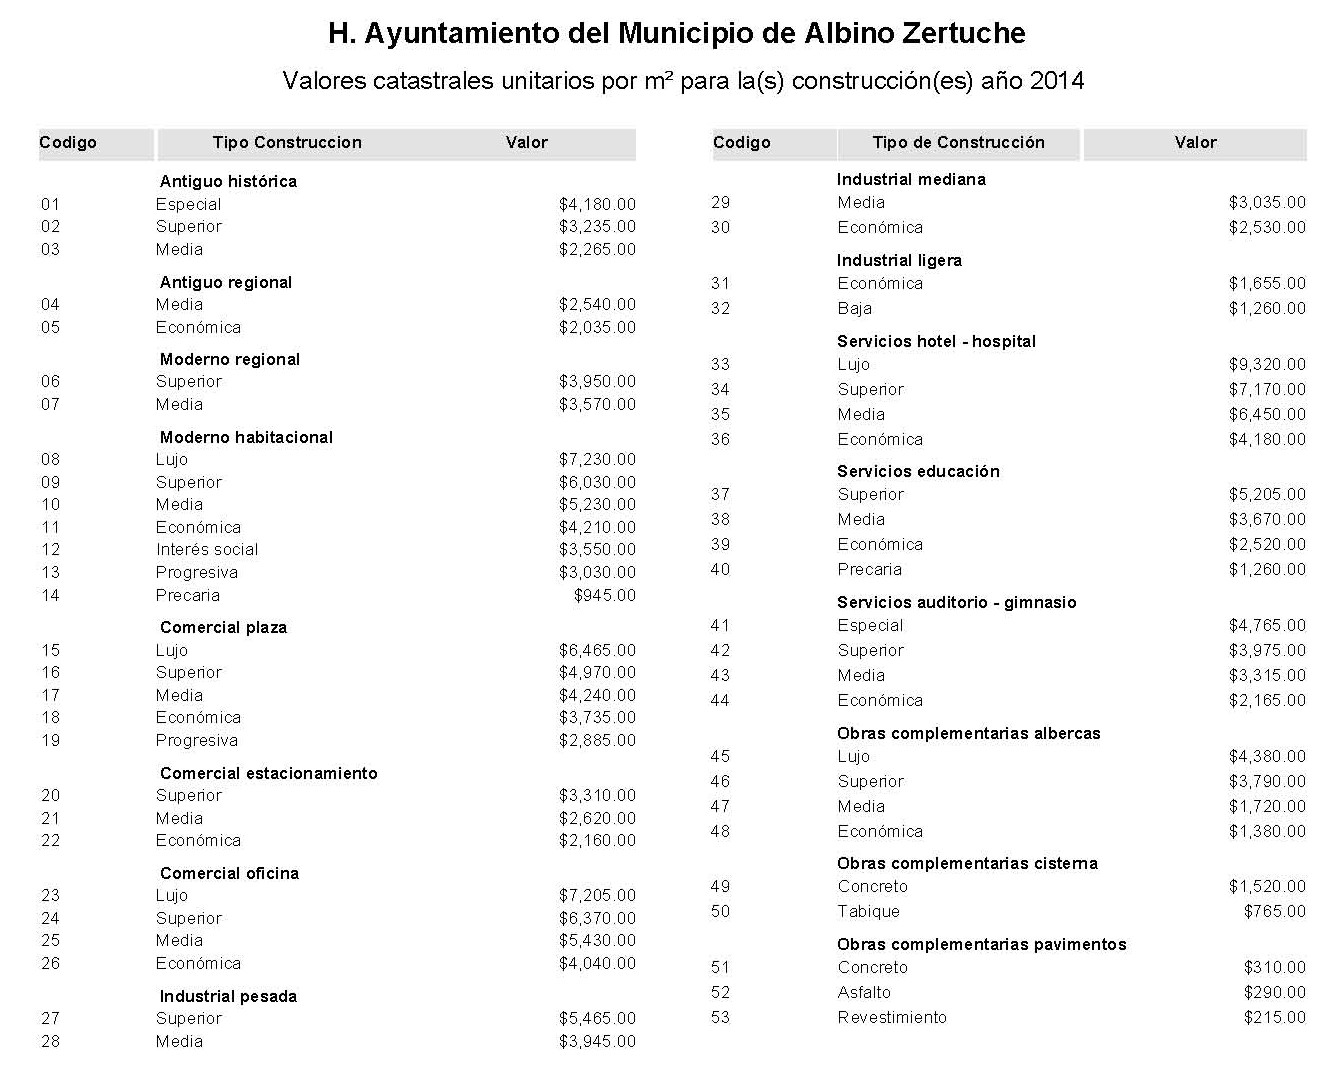 H. Ayuntamiento del Municipio de Albino Zertuche
Valores catastrales unitarios por m² para la(s) construcción(es) año 2014
Codigo Tipo Construccion Valor
Antiguo histórica
01 Especial $4,180.00
02 Superior $3,235.00
03 Media $2,265.00
Antiguo regional
04 Media $2,540.00
05 Económica $2,035.00
Moderno regional
06 Superior $3,950.00
07 Media $3,570.00
Moderno habitacional
08 Lujo $7,230.00
09 Superior $6,030.00
10 Media $5,230.00
11 Económica $4,210.00
12 Interés social $3,550.00
13 Progresiva $3,030.00
14 Precaria $945.00
Comercial plaza
15 Lujo $6,465.00
16 Superior $4,970.00
17 Media $4,240.00
18 Económica $3,735.00
19 Progresiva $2,885.00
Comercial estacionamiento
20 Superior $3,310.00
21 Media $2,620.00
22 Económica $2,160.00
Comercial oficina
23 Lujo $7,205.00
24 Superior $6,370.00
25 Media $5,430.00
26 Económica $4,040.00
Industrial pesada
27 Superior $5,465.00
28 Media $3,945.00
Codigo Tipo de Construcción Valor
Industrial mediana
29 Media $3,035.00
30 Económica $2,530.00
Industrial ligera
31 Económica $1,655.00
32 Baja $1,260.00
Servicios hotel - hospital
33 Lujo $9,320.00
34 Superior $7,170.00
35 Media $6,450.00
36 Económica $4,180.00
Servicios educación
37 Superior $5,205.00
38 Media $3,670.00
39 Económica $2,520.00
40 Precaria $1,260.00
Servicios auditorio - gimnasio
41 Especial $4,765.00
42 Superior $3,975.00
43 Media $3,315.00
44 Económica $2,165.00
Obras complementarias albercas
45 Lujo $4,380.00
46 Superior $3,790.00
47 Media $1,720.00
48 Económica $1,380.00
Obras complementarias cisterna
49 Concreto $1,520.00
50 Tabique $765.00
Obras complementarias pavimentos
51 Concreto $310.00
52 Asfalto $290.00
53 Revestimiento $215.00